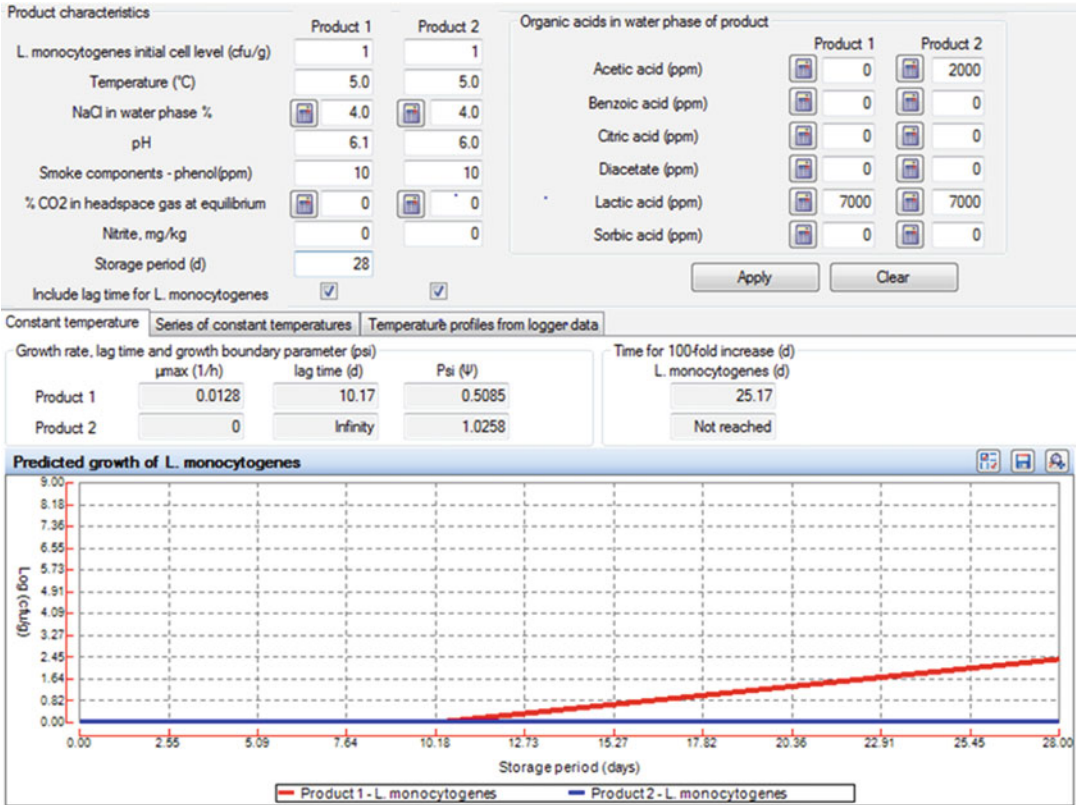 Product characteristics
Product 1 Product 2
L. monocytogenes initial cell level (cfu/g) 1 1
Temperature (°C) 5.0 5.0
NaCl in water phase % 4.0 4.0
pH 6.1 6.0
Smoke components - phenol(ppm) 10 10
% CO2 in headspace gas at equilibrium 0 0
Nitrite, mg/kg 0 0
Storage period (d) 28
Include lag time for L. monocytogenes
Organic acids in water phase of product
Product 1 Product 2
Acetic acid (ppm) 0 2000
Benzoic acid (ppm) 0 0
Citric acid (ppm) 0 0
Diacetate (ppm) 0 0
Lactic acid (ppm) 7000 7000
Sorbic acid (ppm) 0 0
Apply Clear
Constant temperature Series of constant temperatures Temperature profiles from logger data
Growth rate, lag time and growth boundary parameter (psi)
µmax (1/h) lag time (d) Psi (Ψ)
Product 1 0.0128 10.17 0.5085
Product 2 0 Infinity 1.0258
Time for 100-fold increase (d)
L. monocytogenes (d)
25.17
Not reached
Predicted growth of L. monocytogenes
Log (cfu/g)
9.00
8.18
7.36
6.55
5.73
4.91
4.09
3.27
2.45
1.64
0.82
0.00
0.00 2.55 5.09 7.64 10.18 12.73 15.27 17.82 20.36 22.91 25.45 28.00
Storage period (days)
Product 1 - L. monocytogenes Product 2 - L. monocytogenes